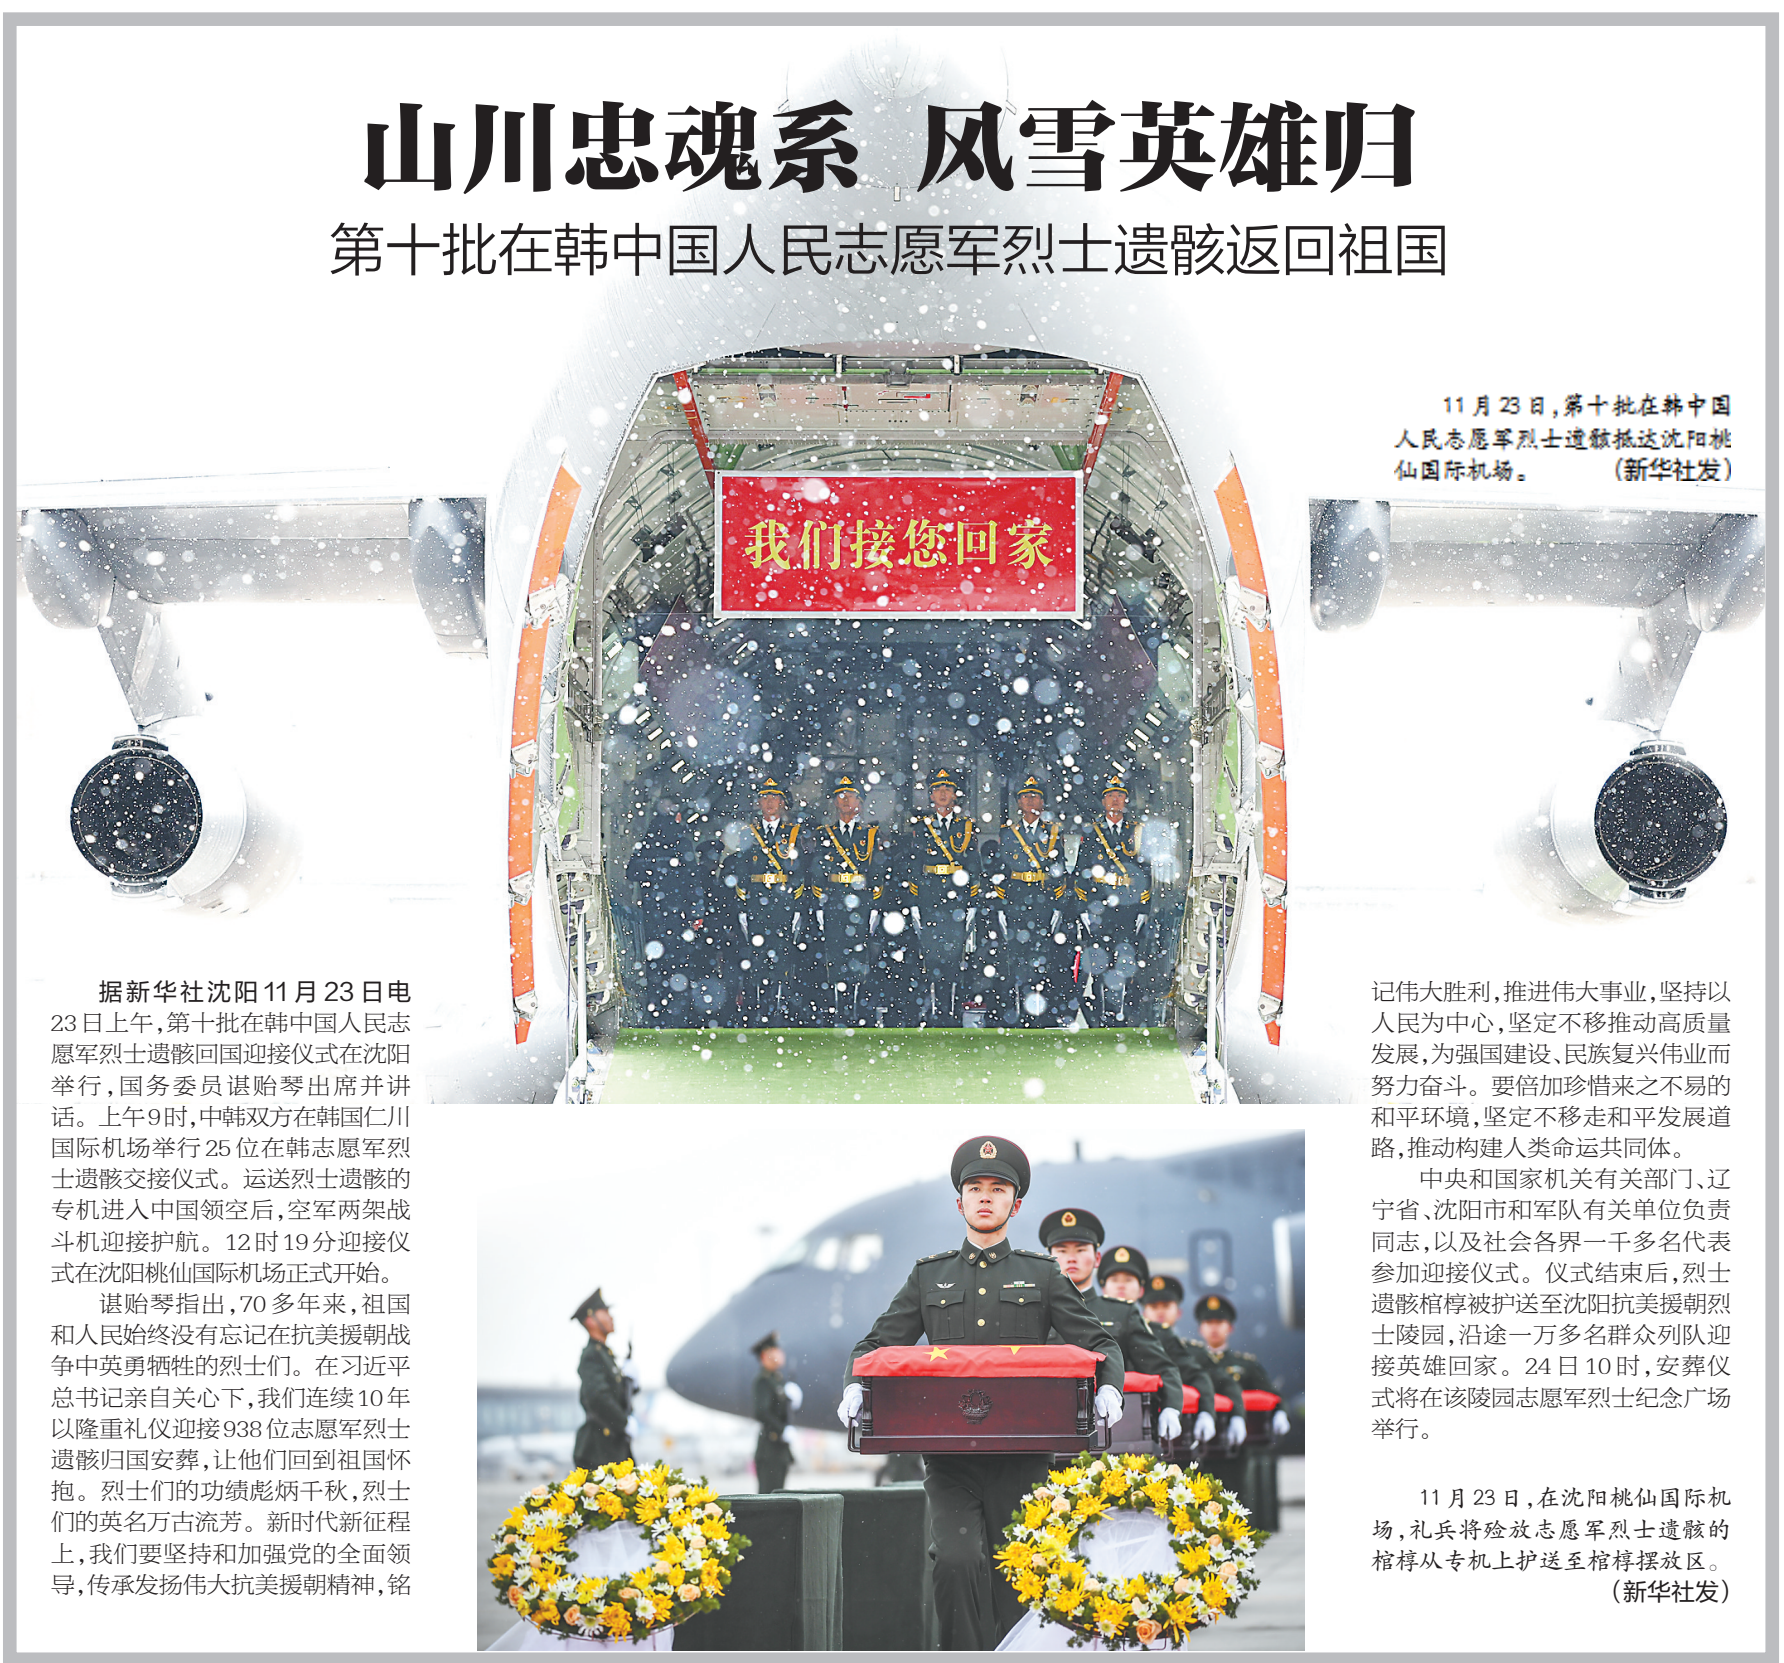 山川忠魂系 风雪英雄归
第十批在韩中国人民志愿军烈士遗骸返回祖国
11月23日,第十批在韩中国
人民志愿军烈士遗骸抵达沈阳桃
仙国际机场。 (新华社发)
我们接您回家
据新华社沈阳11月23日电
23日上午,第十批在韩中国人民志
愿军烈士遗骸回国迎接仪式在沈阳
举行,国务委员谌贻琴出席并讲
话。上午9时,中韩双方在韩国仁川
国际机场举行25位在韩志愿军烈
士遗骸交接仪式。运送烈士遗骸的
专机进入中国领空后,空军两架战
斗机迎接护航。12时19分迎接仪
式在沈阳桃仙国际机场正式开始。
谌贻琴指出,70多年来,祖国
和人民始终没有忘记在抗美援朝战
争中英勇牺牲的烈士们。在习近平
总书记亲自关心下,我们连续10年
以隆重礼仪迎接938位志愿军烈士
遗骸归国安葬,让他们回到祖国怀
抱。烈士们的功绩彪炳千秋,烈士
们的英名万古流芳。新时代新征程
上,我们要坚持和加强党的全面领
导,传承发扬伟大抗美援朝精神,铭
记伟大胜利,推进伟大事业,坚持以
人民为中心,坚定不移推动高质量
发展,为强国建设、民族复兴伟业而
努力奋斗。要倍加珍惜来之不易的
和平环境,坚定不移走和平发展道
路,推动构建人类命运共同体。
中央和国家机关有关部门、辽
宁省、沈阳市和军队有关单位负责
同志,以及社会各界一千多名代表
参加迎接仪式。仪式结束后,烈士
遗骸棺椁被护送至沈阳抗美援朝烈
士陵园,沿途一万多名群众列队迎
接英雄回家。24日10时,安葬仪
式将在该陵园志愿军烈士纪念广场
举行。
11月23日,在沈阳桃仙国际机
场,礼兵将殓放志愿军烈士遗骸的
棺椁从专机上护送至棺椁摆放区。
(新华社发)